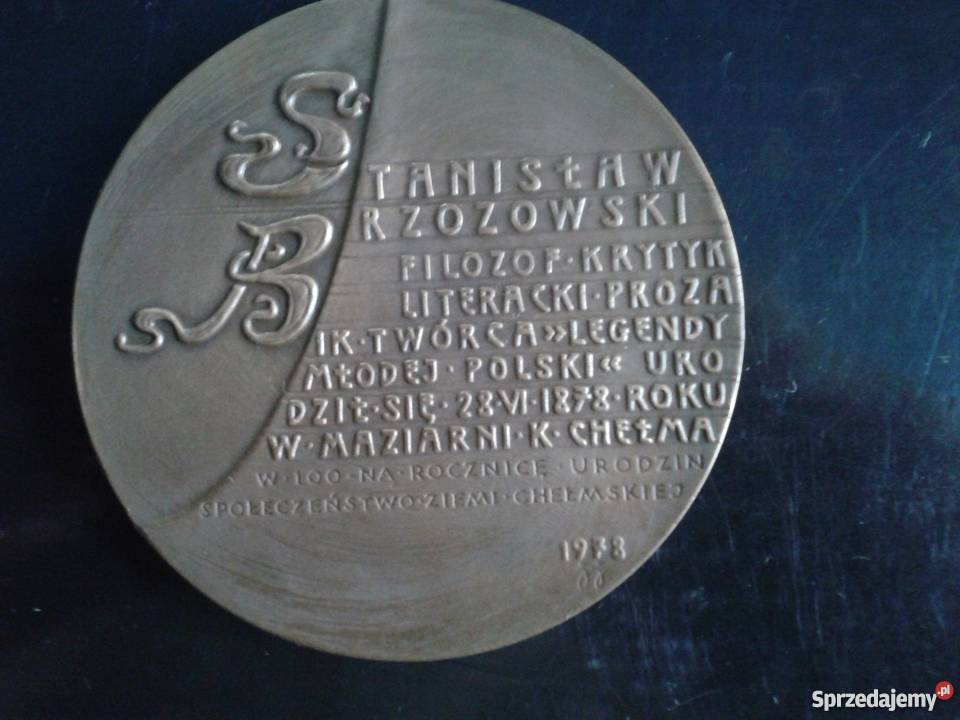 STANISŁAW
BRZOZOWSKI
FILOZOF·KRYTYK
LITERACKI·PROZA
IK·TWÓRCA»LEGENDY
MŁODEJ·POLSKI« URO
DZIŁ·SIĘ·28·VI·1878·ROKU
W·MAZIARNI·K·CHEŁMA
W·100·NĄ·ROCZNICĘ·URODZIN
SPOŁECZEŃSTWO·ZIEMI·CHEŁMSKIEJ
1978
Sprzedajemy.pl